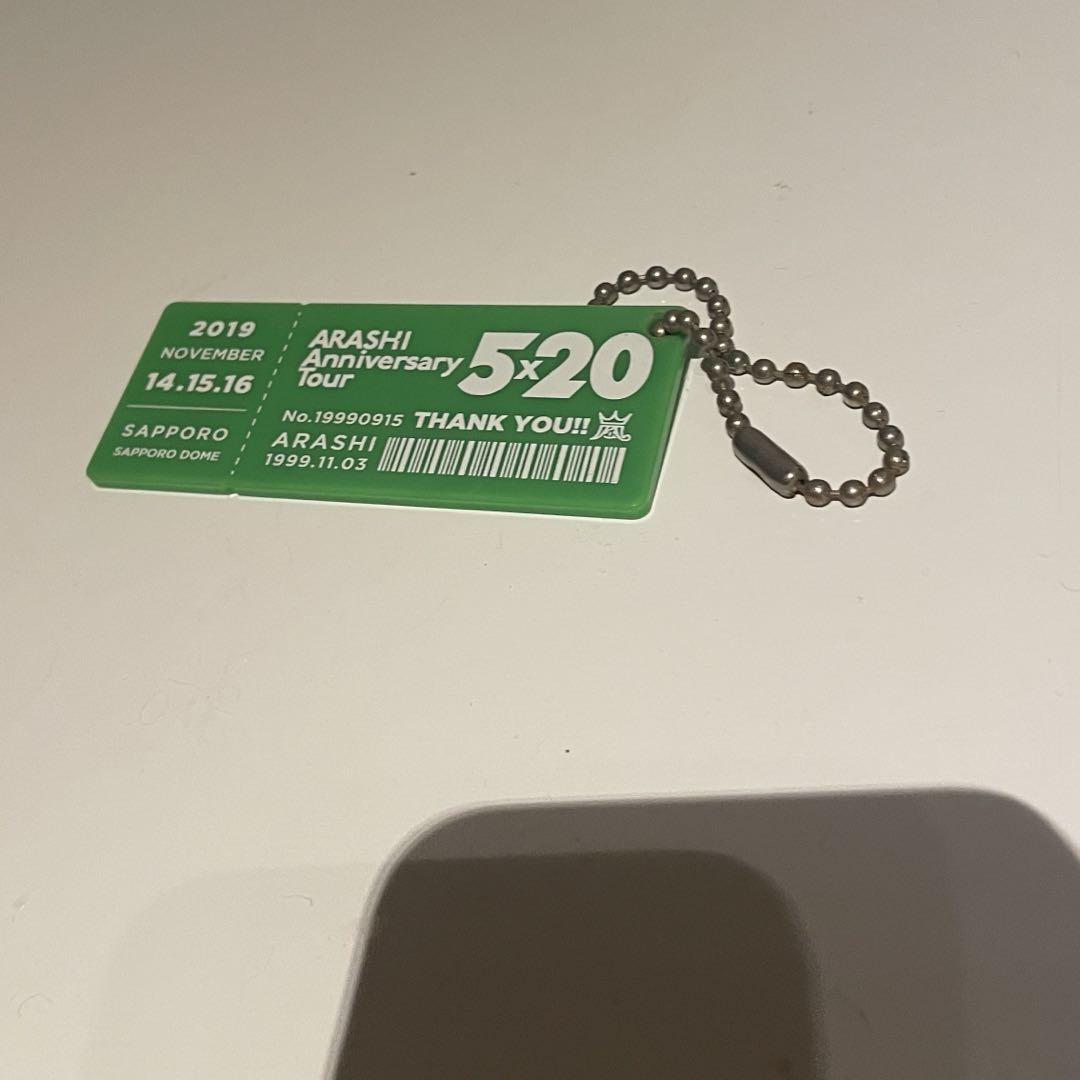 2019
NOVEMBER
14.15.16
SAPPORO
SAPPORO DOME
ARASHI
Anniversary
Tour
5x20
No.19990915 THANK YOU!! 嵐
ARASHI
1999.11.03